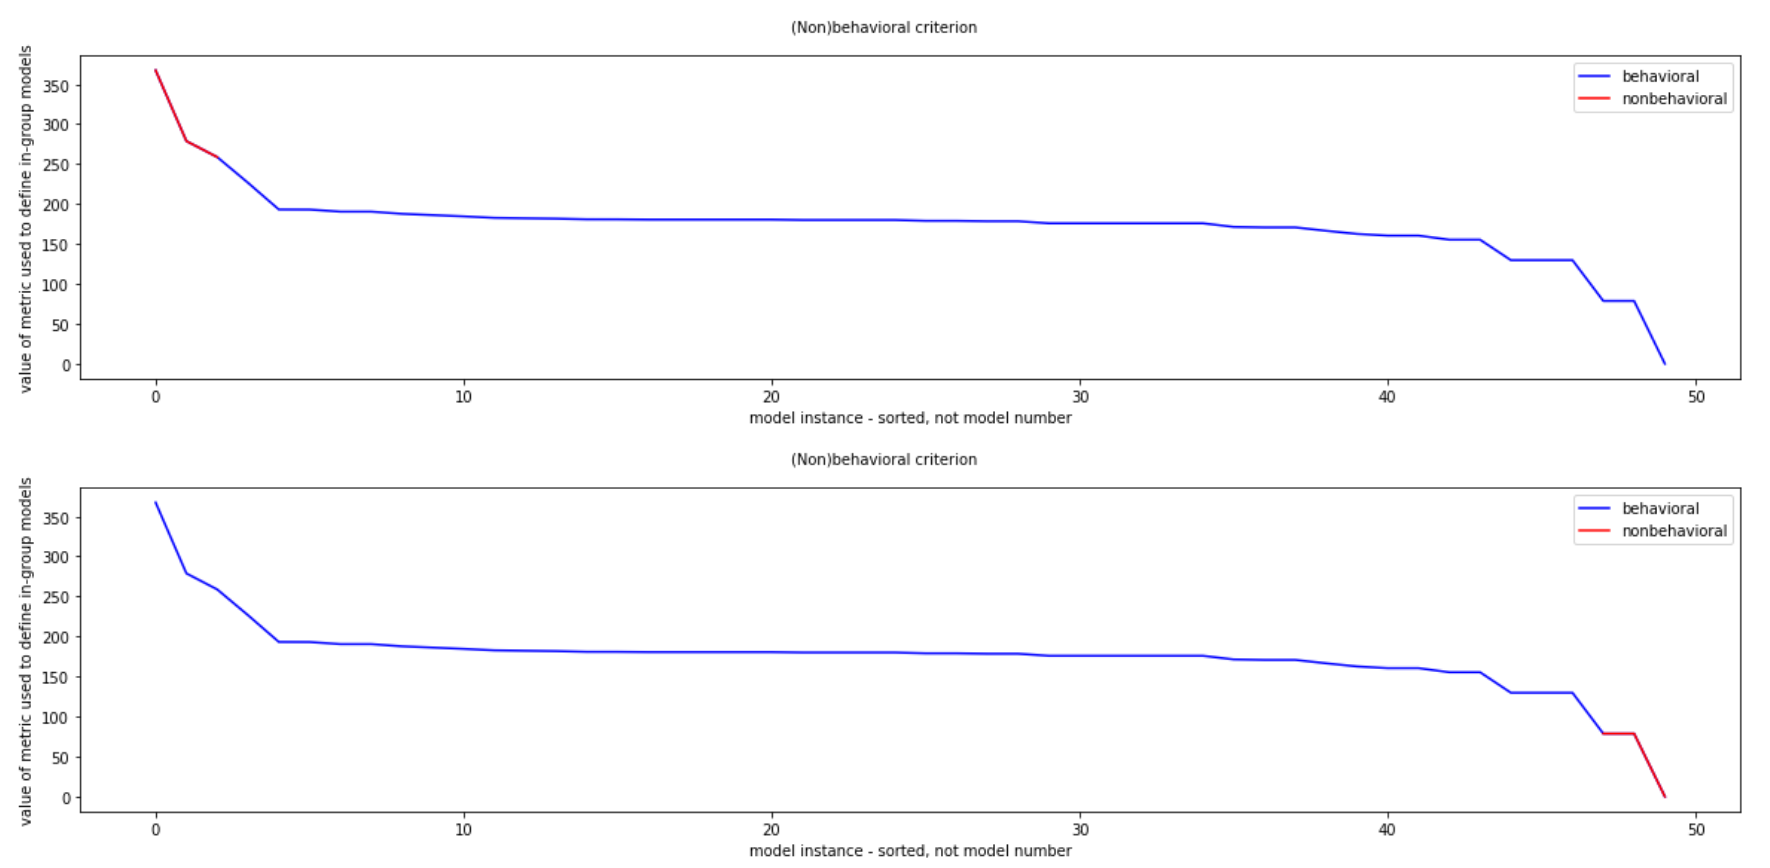 (Non)behavioral criterion
value of metric used to define in-group models
350
300
250
200
150
100
50
0
behavioral
nonbehavioral
0 10 20 30 40 50
model instance - sorted, not model number
(Non)behavioral criterion
value of metric used to define in-group models
350
300
250
200
150
100
50
0
behavioral
nonbehavioral
0 10 20 30 40 50
model instance - sorted, not model number